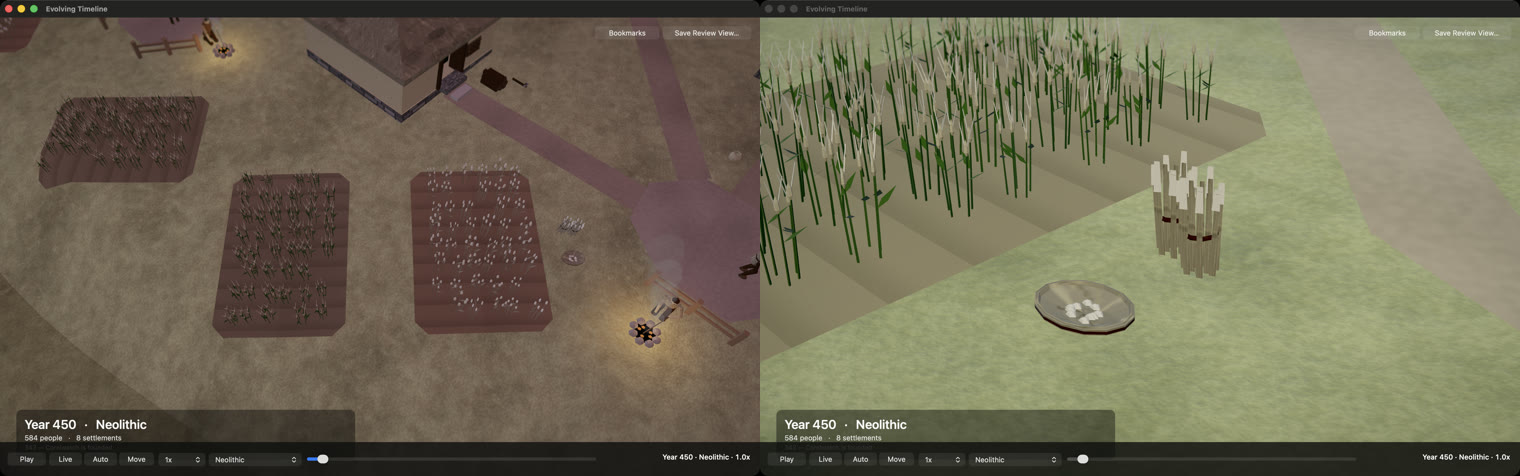 Evolving Timeline
Bookmarks
Save Review View...
Year 450 · Neolithic
584 people · 8 settlements
Play
Live
Auto
Move
1x
Neolithic
Year 450 · Neolithic · 1.0x
Evolving Timeline
Bookmarks
Save Review View...
Year 450 · Neolithic
584 people · 8 settlements
Play
Live
Auto
Move
1x
Neolithic
Year 450 · Neolithic · 1.0x